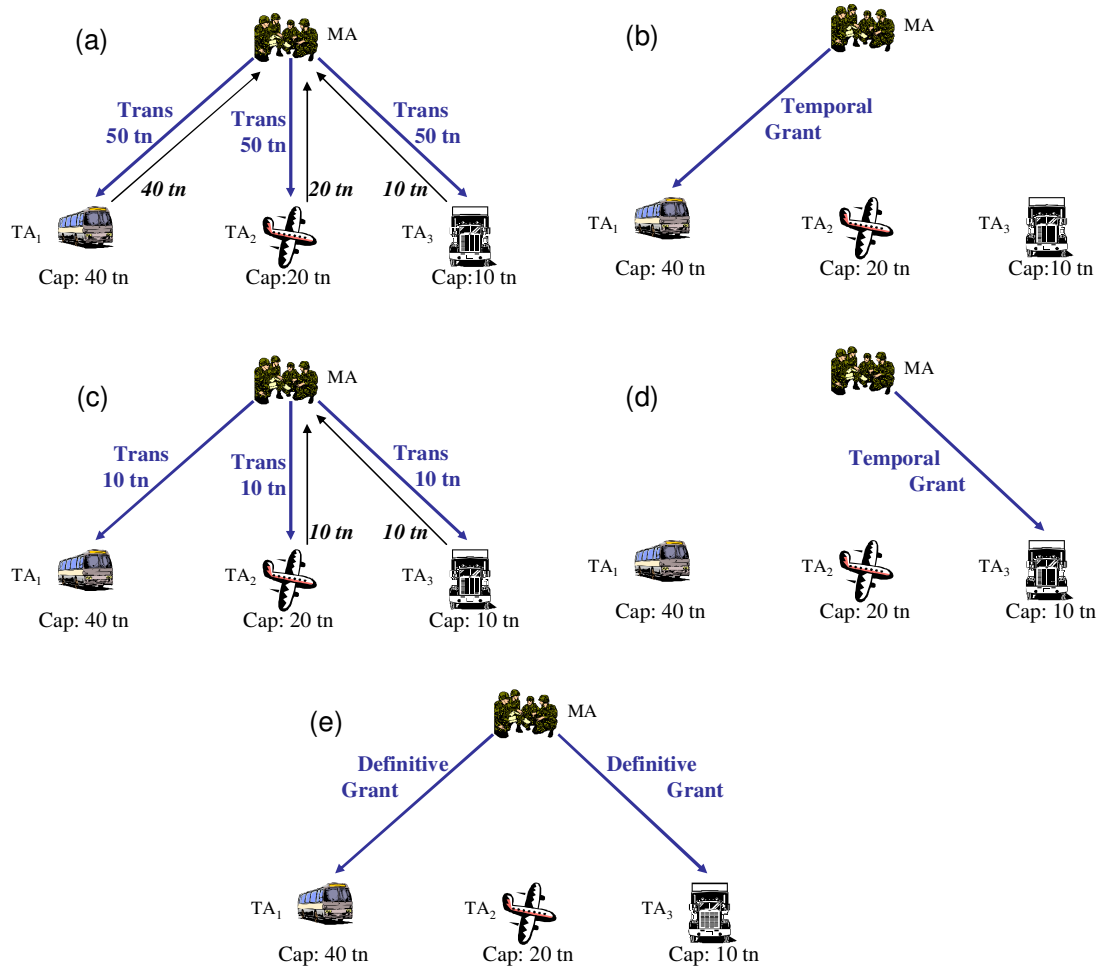 (a)
MA
Trans
50 tn
Trans
50 tn
Trans
50 tn
40 tn
20 tn
10 tn
TA1
TA2
TA3
Cap: 40 tn
Cap:20 tn
Cap:10 tn
(b)
MA
Temporal
Grant
TA1
TA2
TA3
Cap: 40 tn
Cap:20 tn
Cap:10 tn
(c)
MA
Trans
10 tn
Trans
10 tn
Trans
10 tn
10 tn
10 tn
TA1
TA2
TA3
Cap: 40 tn
Cap: 20 tn
Cap: 10 tn
(d)
MA
Temporal
Grant
TA1
TA2
TA3
Cap: 40 tn
Cap: 20 tn
Cap: 10 tn
(e)
MA
Definitive
Grant
Definitive
Grant
TA1
TA2
TA3
Cap: 40 tn
Cap: 20 tn
Cap: 10 tn